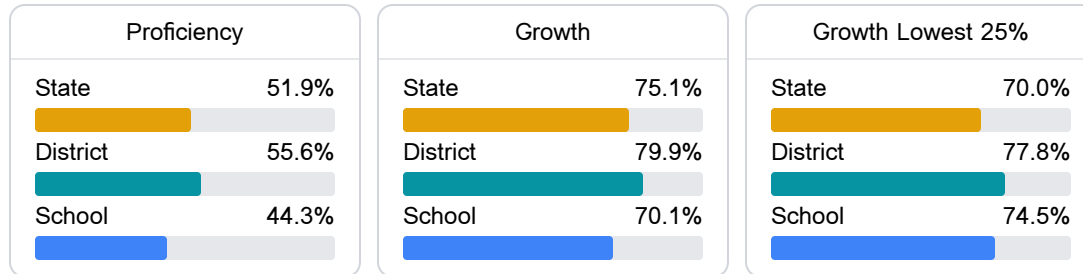 Proficiency
State 51.9%
District 55.6%
School 44.3%
Growth
State 75.1%
District 79.9%
School 70.1%
Growth Lowest 25%
State 70.0%
District 77.8%
School 74.5%